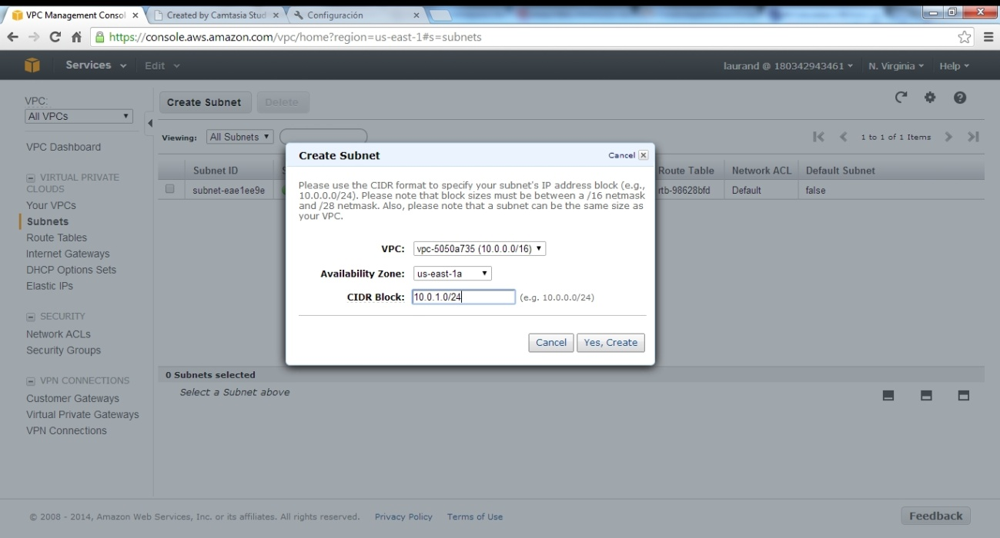 VPC Management Consol
Created by Camtasia Stud
Configuración
https://console.aws.amazon.com/vpc/home?region=us-east-1#s=subnets
Services Edit laurand @ 180342943461 N. Virginia Help
VPC:
All VPCs
VPC Dashboard
VIRTUAL PRIVATE
CLOUDS
Your VPCs
Subnets
Route Tables
Internet Gateways
DHCP Options Sets
Elastic IPs
SECURITY
Network ACLs
Security Groups
VPN CONNECTIONS
Customer Gateways
Virtual Private Gateways
VPN Connections
Create Subnet Delete
Viewing: All Subnets 1 to 1 of 1 Items
Subnet ID Route Table Network ACL Default Subnet
subnet-eae1ee9e rtb-98628bfd Default false
Create Subnet Cancel
Please use the CIDR format to specify your subnet's IP address block (e.g.,
10.0.0.0/24). Please note that block sizes must be between a /16 netmask
and /28 netmask. Also, please note that a subnet can be the same size as
your VPC.
VPC: vpc-5050a735 (10.0.0.0/16)
Availability Zone: us-east-1a
CIDR Block: 10.0.1.0/24 (e.g. 10.0.0.0/24)
Cancel Yes, Create
0 Subnets selected
Select a Subnet above
© 2008 - 2014, Amazon Web Services, Inc. or its affiliates. All rights reserved. Privacy Policy Terms of Use Feedback